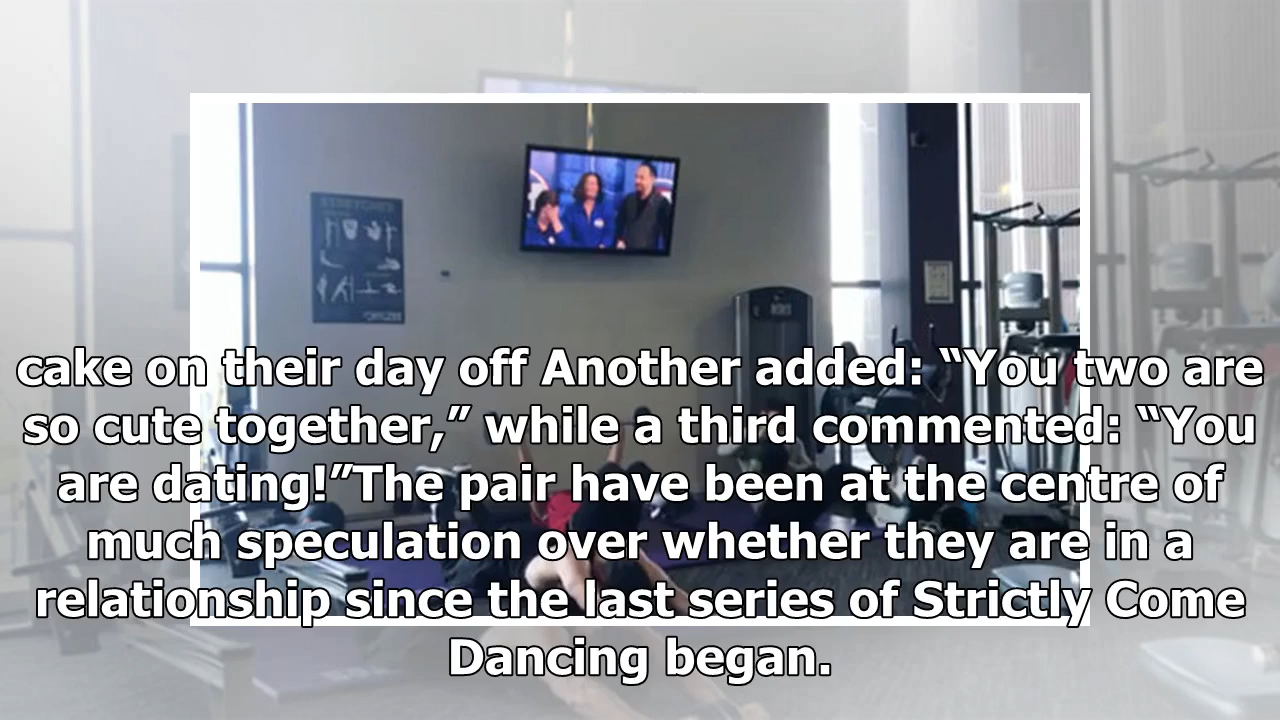 STRETCHES
cake on their day off Another added: “You two are
so cute together,” while a third commented: “You
are dating!”The pair have been at the centre of
much speculation over whether they are in a
relationship since the last series of Strictly Come
Dancing began.